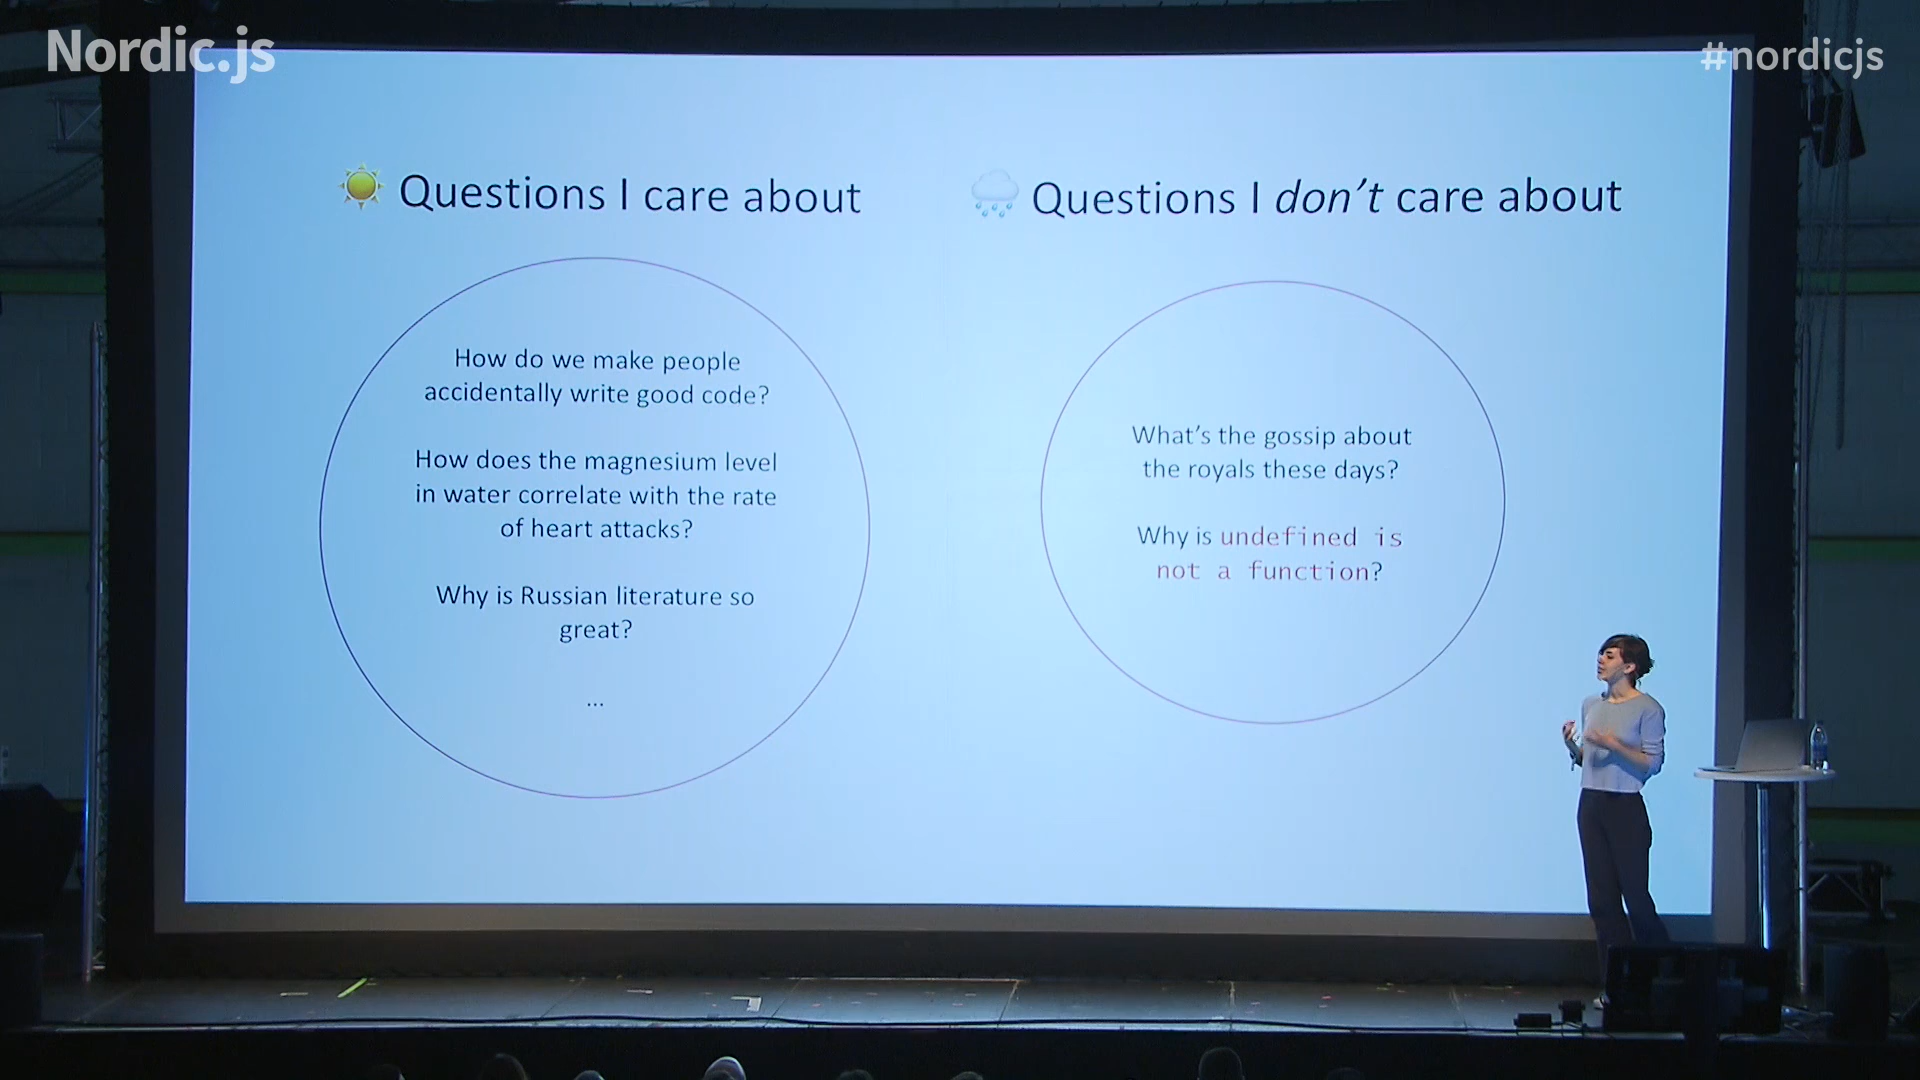 Nordic.js
#nordicjs
Questions I care about
How do we make people
accidentally write good code?
How does the magnesium level
in water correlate with the rate
of heart attacks?
Why is Russian literature so
great?
...
Questions I don't care about
What's the gossip about
the royals these days?
Why is undefined is
not a function?